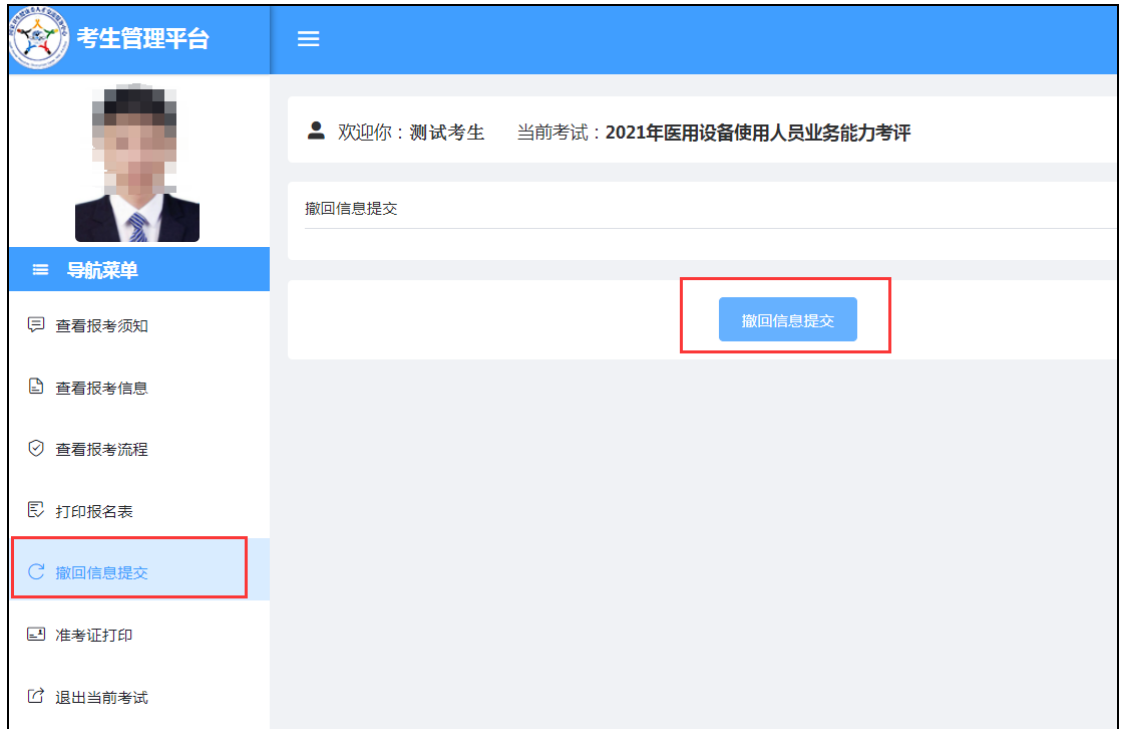 考生管理平台
欢迎你：测试考生 当前考试：2021年医用设备使用人员业务能力考评
撤回信息提交
撤回信息提交
导航菜单
查看报考须知
查看报考信息
查看报考流程
打印报名表
撤回信息提交
准考证打印
退出当前考试